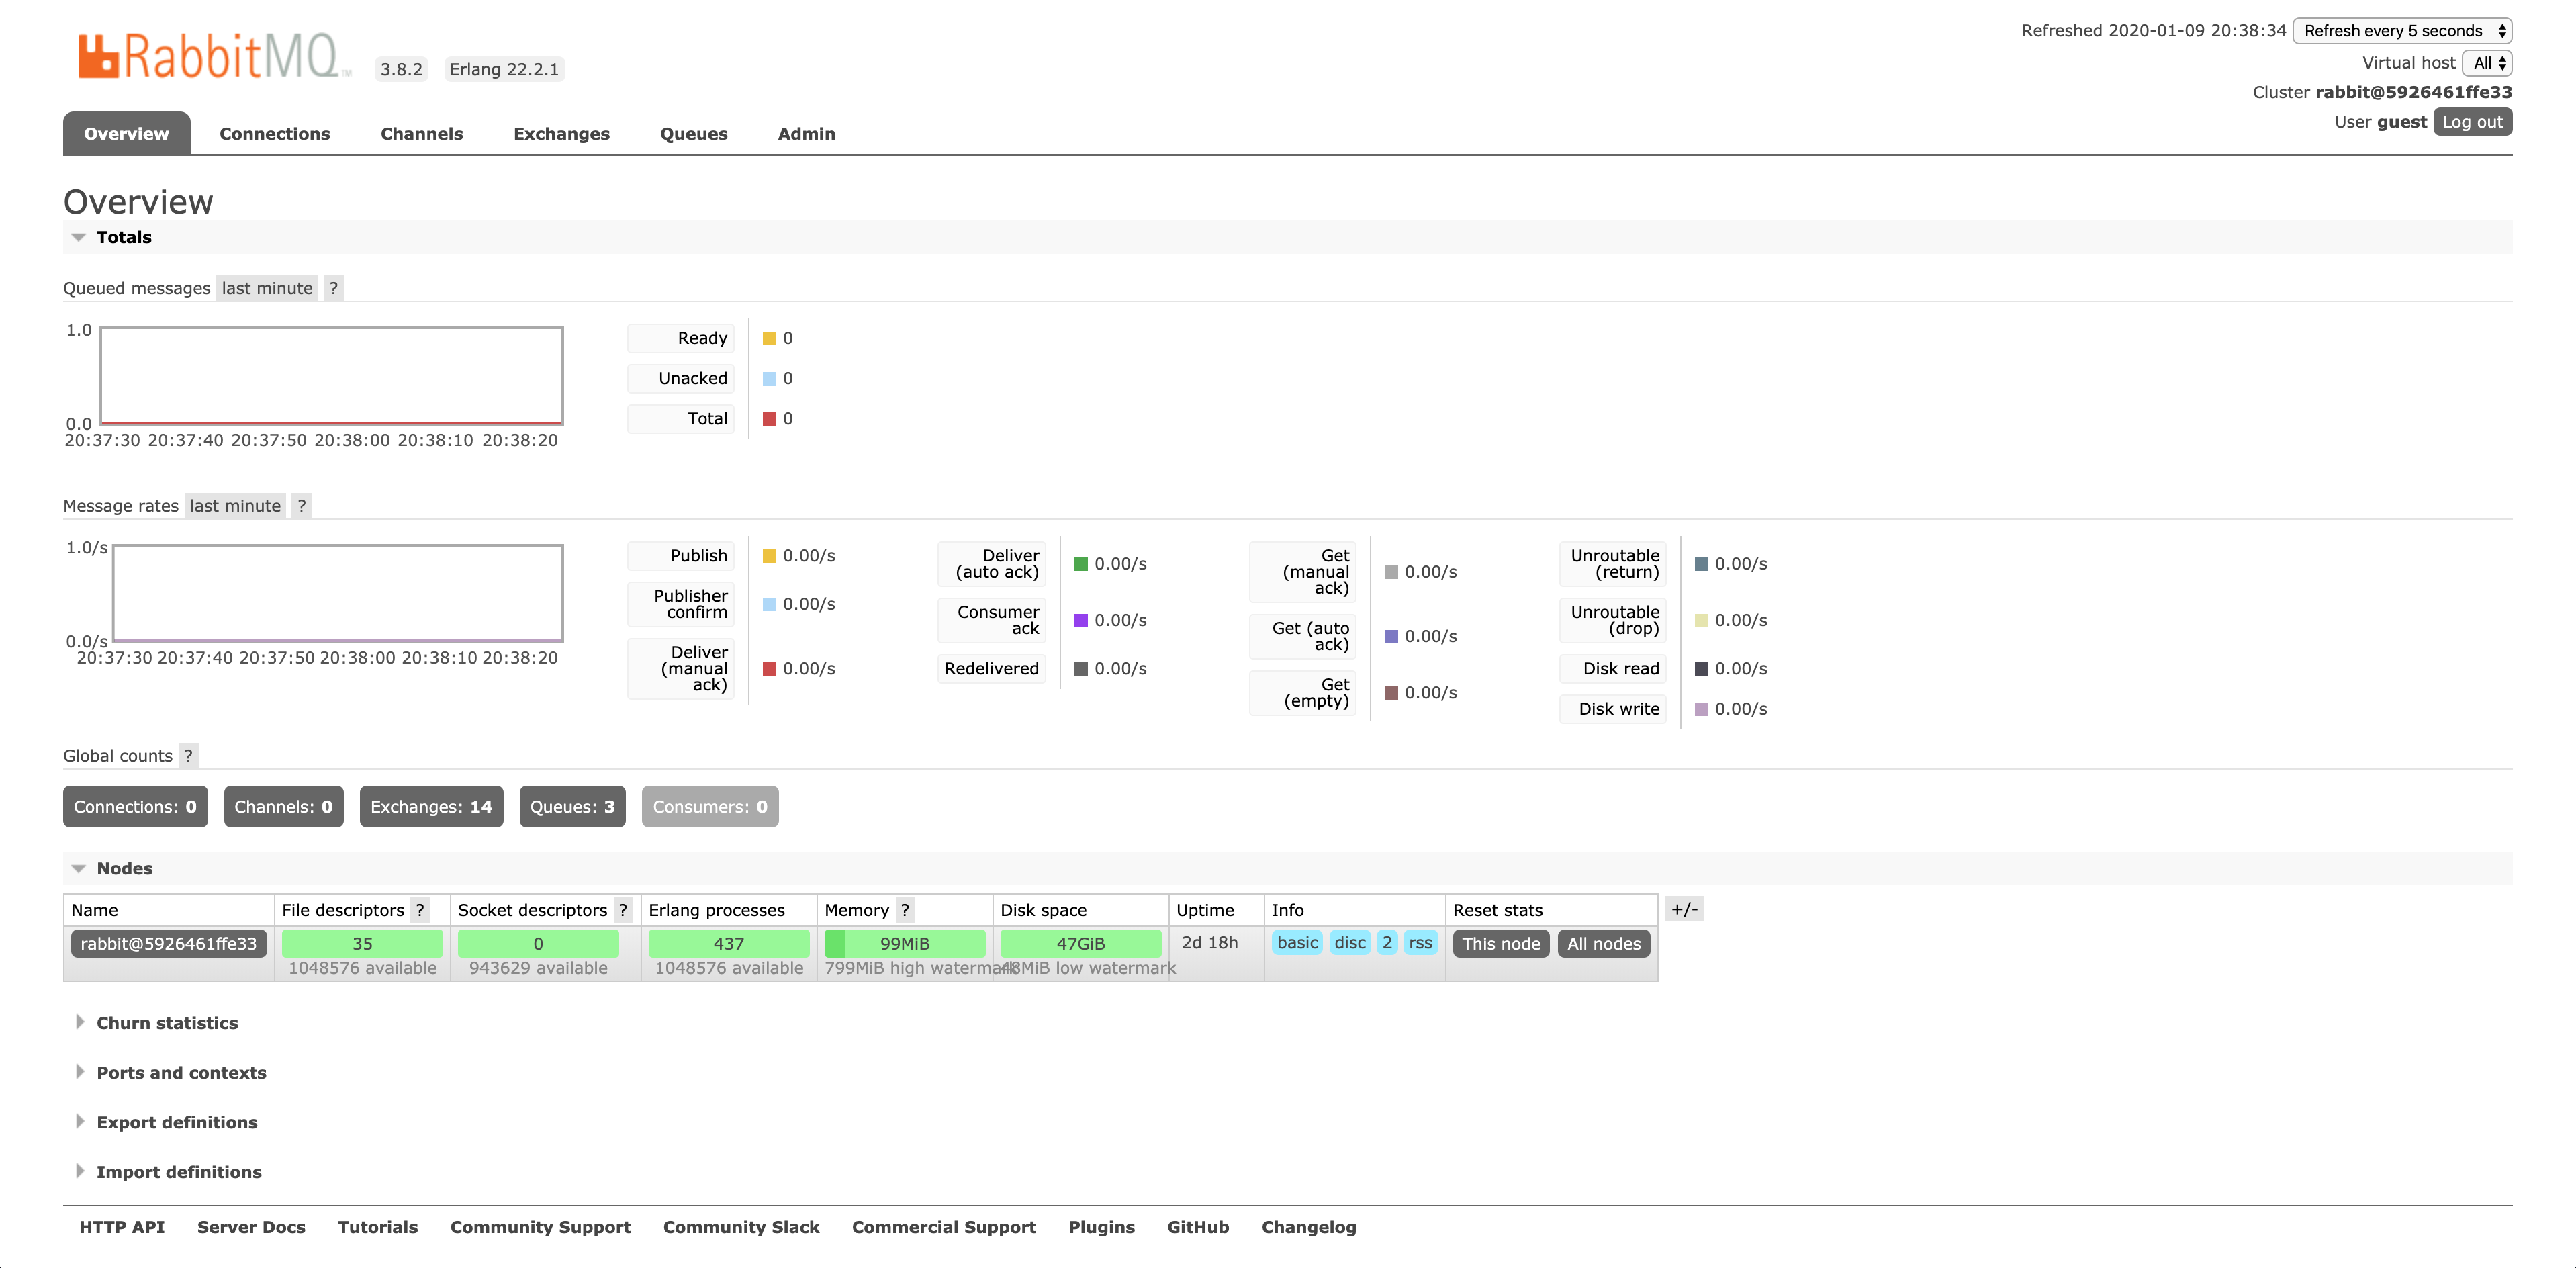 RabbitMQ TM 3.8.2 Erlang 22.2.1
Refreshed 2020-01-09 20:38:34 Refresh every 5 seconds
Virtual host All
Cluster rabbit@5926461ffe33
User guest Log out
Overview Connections Channels Exchanges Queues Admin
Overview
Totals
Queued messages last minute ?
1.0
0.0
20:37:30 20:37:40 20:37:50 20:38:00 20:38:10 20:38:20
Ready 0
Unacked 0
Total 0
Message rates last minute ?
1.0/s
0.0/s
20:37:30 20:37:40 20:37:50 20:38:00 20:38:10 20:38:20
Publish 0.00/s
Publisher
confirm 0.00/s
Deliver
(manual 0.00/s
ack)
Deliver
(auto ack) 0.00/s
Consumer
ack 0.00/s
Redelivered 0.00/s
Get
(manual 0.00/s
ack)
Get (auto
ack) 0.00/s
Get
(empty) 0.00/s
Unroutable
(return) 0.00/s
Unroutable
(drop) 0.00/s
Disk read 0.00/s
Disk write 0.00/s
Global counts ?
Connections: 0 Channels: 0 Exchanges: 14 Queues: 3 Consumers: 0
Nodes
Name File descriptors ? Socket descriptors ? Erlang processes Memory ? Disk space Uptime Info Reset stats +/-
rabbit@5926461ffe33 35 0 437 99MiB 47GiB 2d 18h basic disc 2 rss This node All nodes
1048576 available 943629 available 1048576 available 799MiB high watermark 48MiB low watermark
Churn statistics
Ports and contexts
Export definitions
Import definitions
HTTP API Server Docs Tutorials Community Support Community Slack Commercial Support Plugins GitHub Changelog